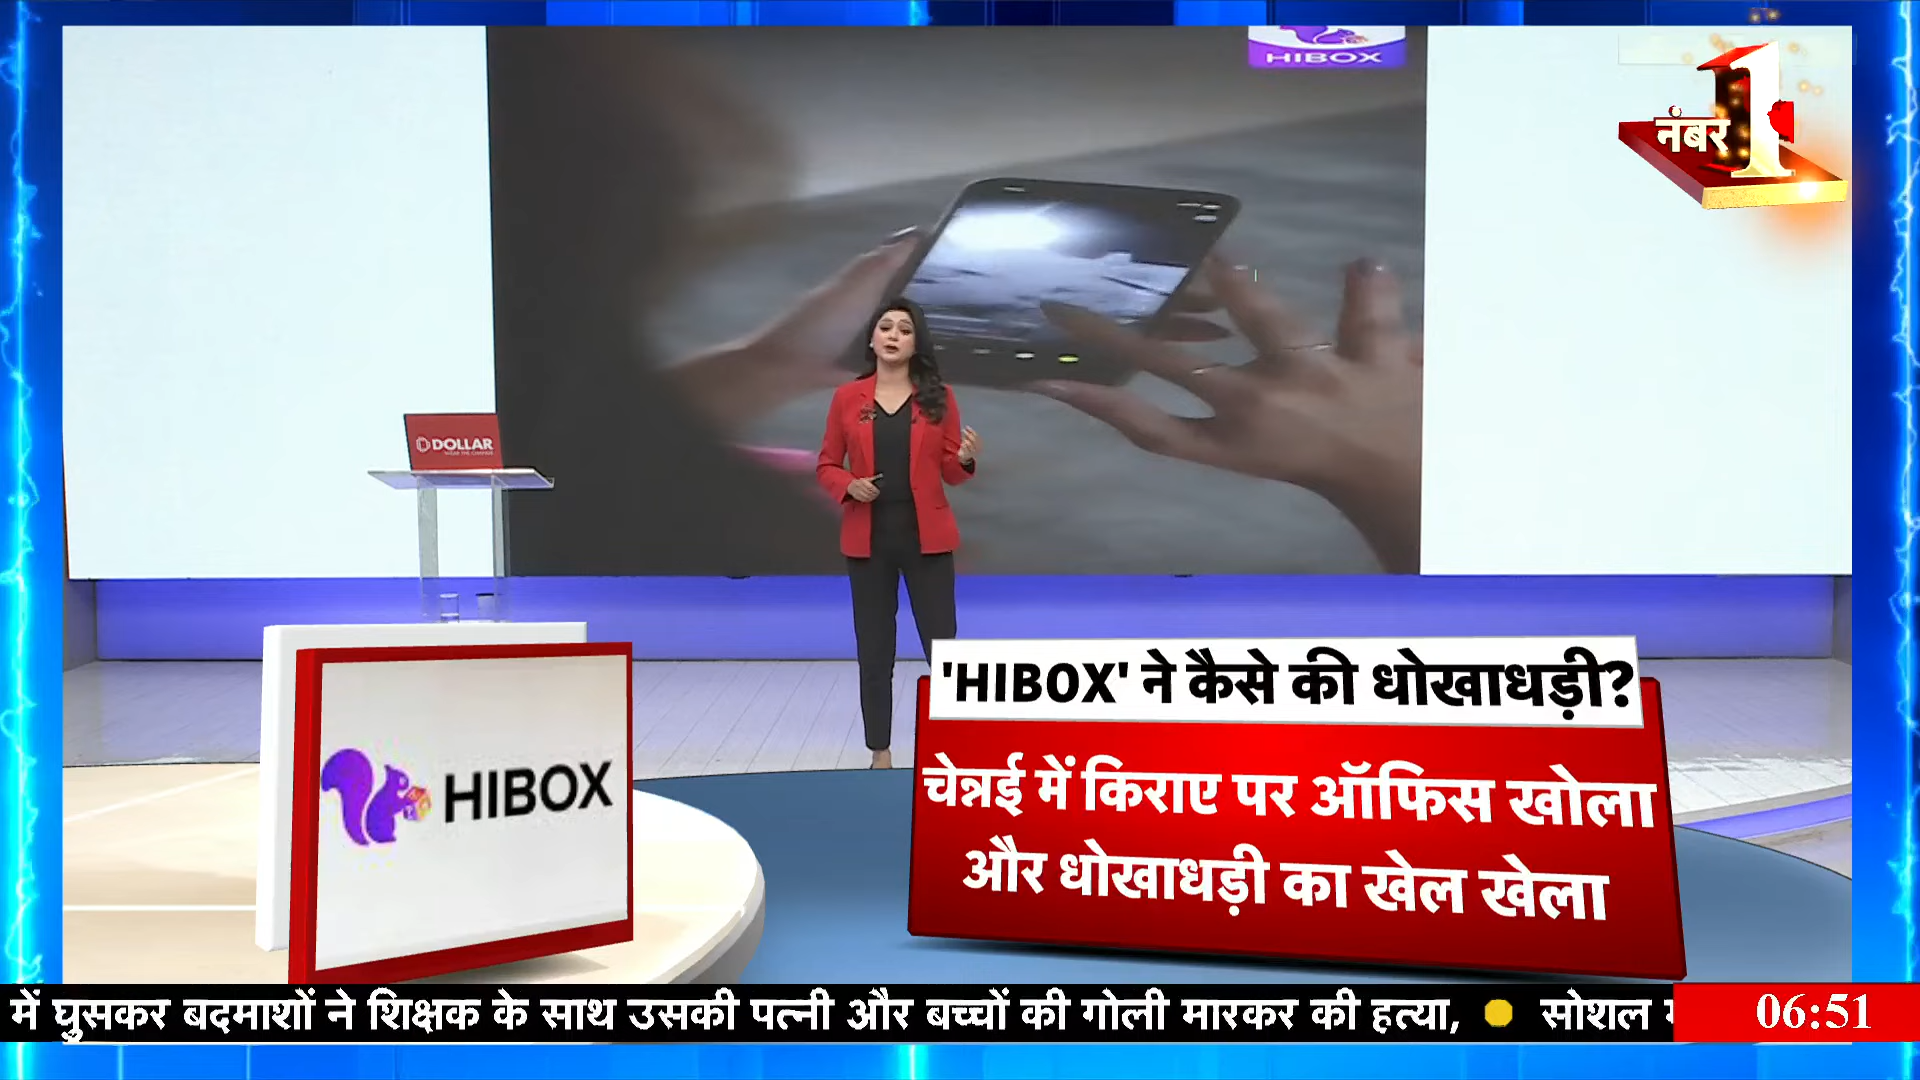 HIBOX
नंबर 1
DOLLAR
'HIBOX' ने कैसे की धोखाधड़ी?
चेन्नई में किराए पर ऑफिस खोला
और धोखाधड़ी का खेल खेला
HIBOX
में घुसकर बदमाशों ने शिक्षक के साथ उसकी पत्नी और बच्चों की गोली मारकर की हत्या, सोशल
06:51